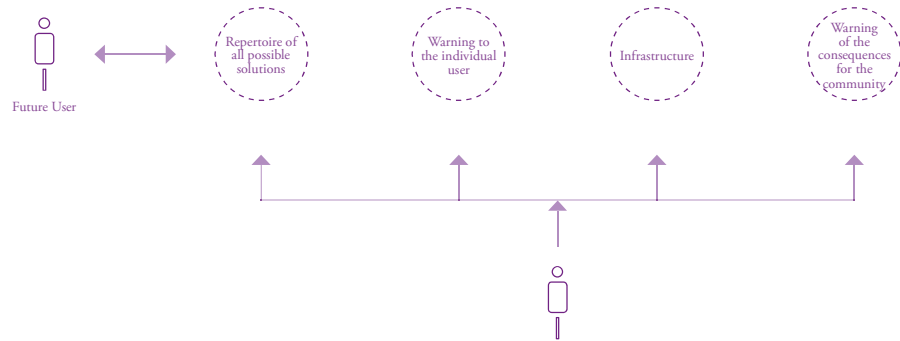 Repertoire of
all possible
solutions
Warning to
the individual
user
Infrastructure
Warning
of the
consequences
for the
community
Future User